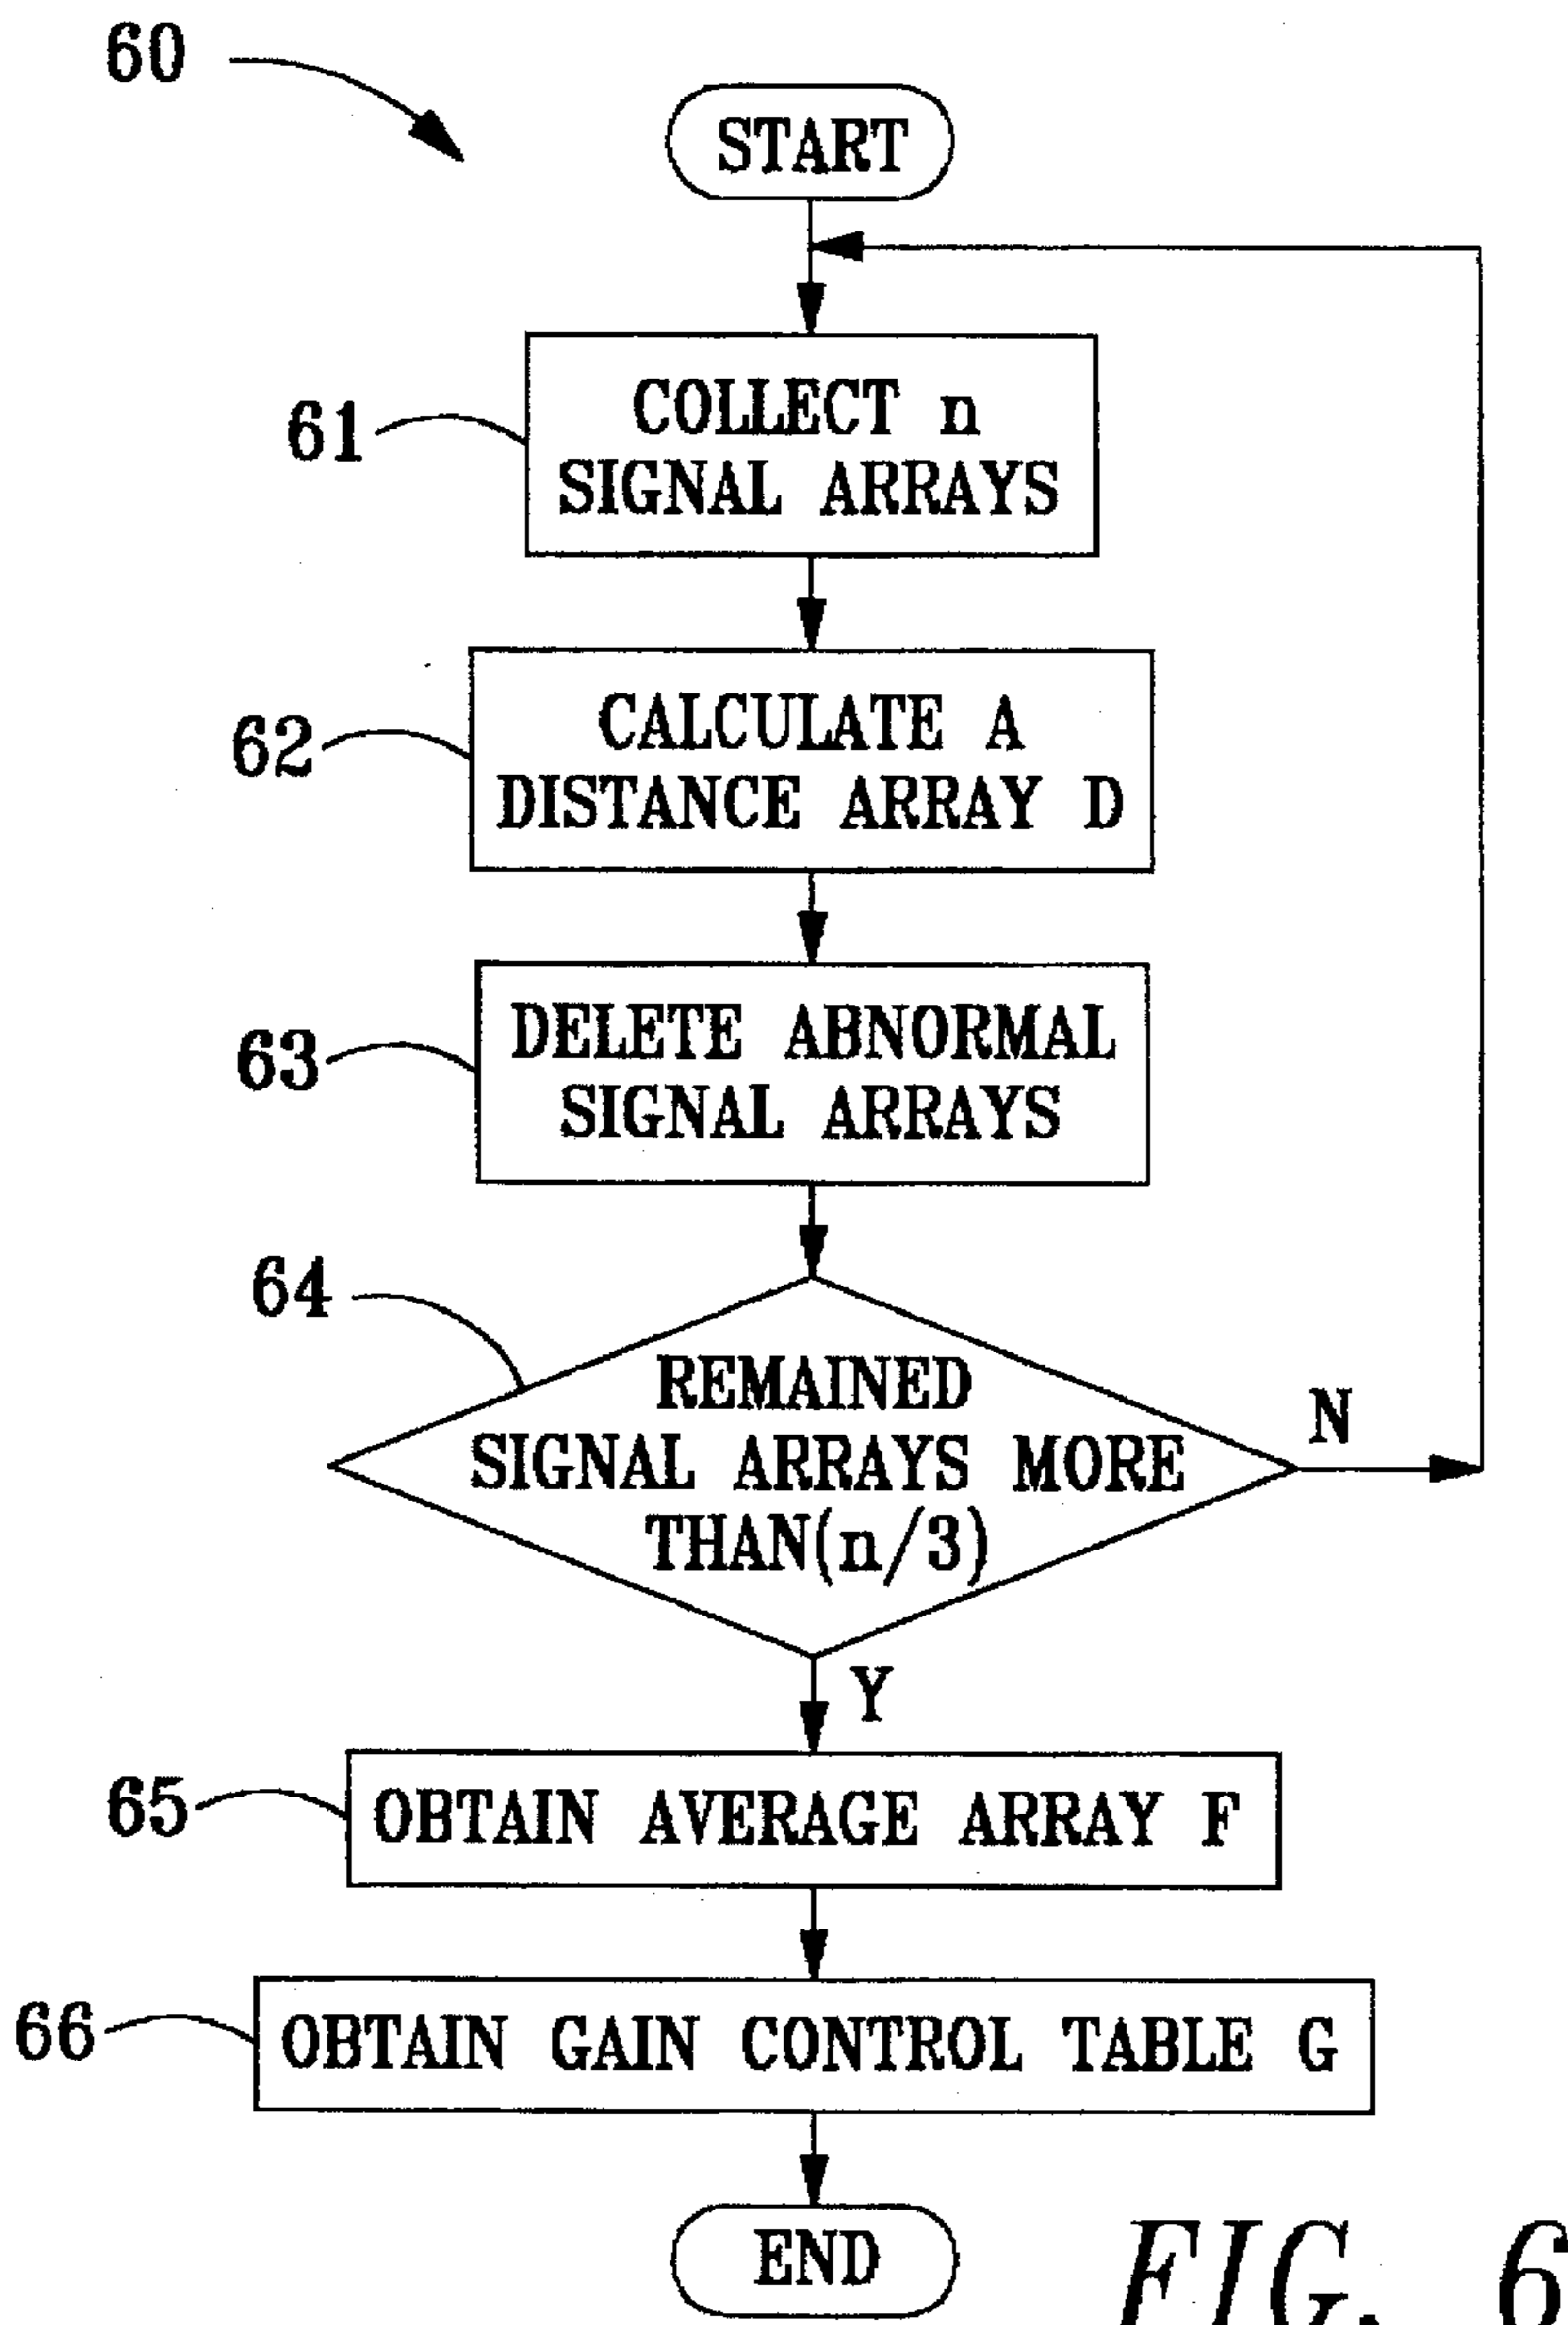 60
START
61
COLLECT n
SIGNAL ARRAYS
62
CALCULATE A
DISTANCE ARRAY D
63
DELETE ABNORMAL
SIGNAL ARRAYS
64
REMAINED
SIGNAL ARRAYS MORE
THAN(n/3)
N
Y
65
OBTAIN AVERAGE ARRAY F
66
OBTAIN GAIN CONTROL TABLE G
END
FIG. 6